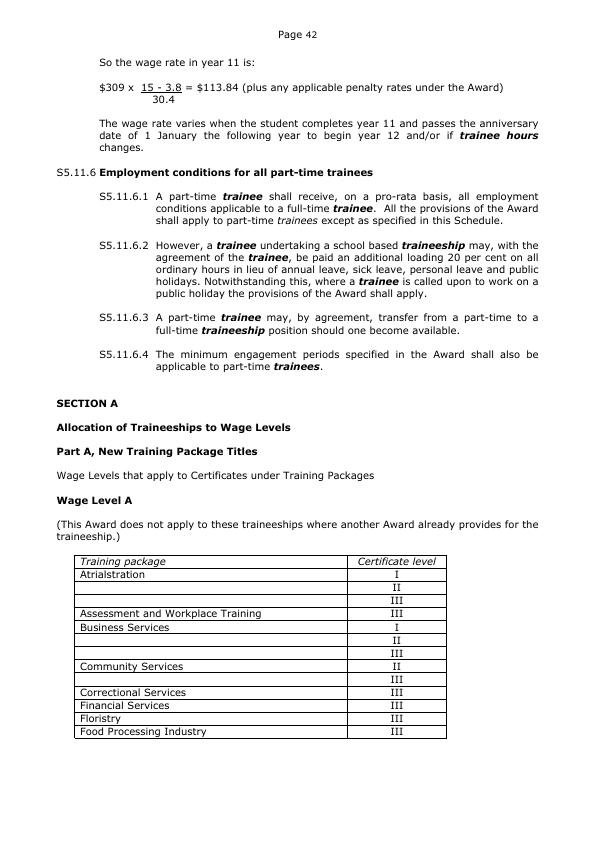 Page 42
So the wage rate in year 11 is:
$309 x 15 - 3.8 = $113.84 (plus any applicable penalty rates under the Award)
30.4
The wage rate varies when the student completes year 11 and passes the anniversary
date of 1 January the following year to begin year 12 and/or if trainee hours
changes.
S5.11.6 Employment conditions for all part-time trainees
S5.11.6.1 A part-time trainee shall receive, on a pro-rata basis, all employment
conditions applicable to a full-time trainee. All the provisions of the Award
shall apply to part-time trainees except as specified in this Schedule.
S5.11.6.2 However, a trainee undertaking a school based traineeship may, with the
agreement of the trainee, be paid an additional loading 20 per cent on all
ordinary hours in lieu of annual leave, sick leave, personal leave and public
holidays. Notwithstanding this, where a trainee is called upon to work on a
public holiday the provisions of the Award shall apply.
S5.11.6.3 A part-time trainee may, by agreement, transfer from a part-time to a
full-time traineeship position should one become available.
S5.11.6.4 The minimum engagement periods specified in the Award shall also be
applicable to part-time trainees.
SECTION A
Allocation of Traineeships to Wage Levels
Part A, New Training Package Titles
Wage Levels that apply to Certificates under Training Packages
Wage Level A
(This Award does not apply to these traineeships where another Award already provides for the
traineeship.)
Training package Certificate level
Atrialstration I
II
III
Assessment and Workplace Training III
Business Services I
II
III
Community Services II
III
Correctional Services III
Financial Services III
Floristry III
Food Processing Industry III